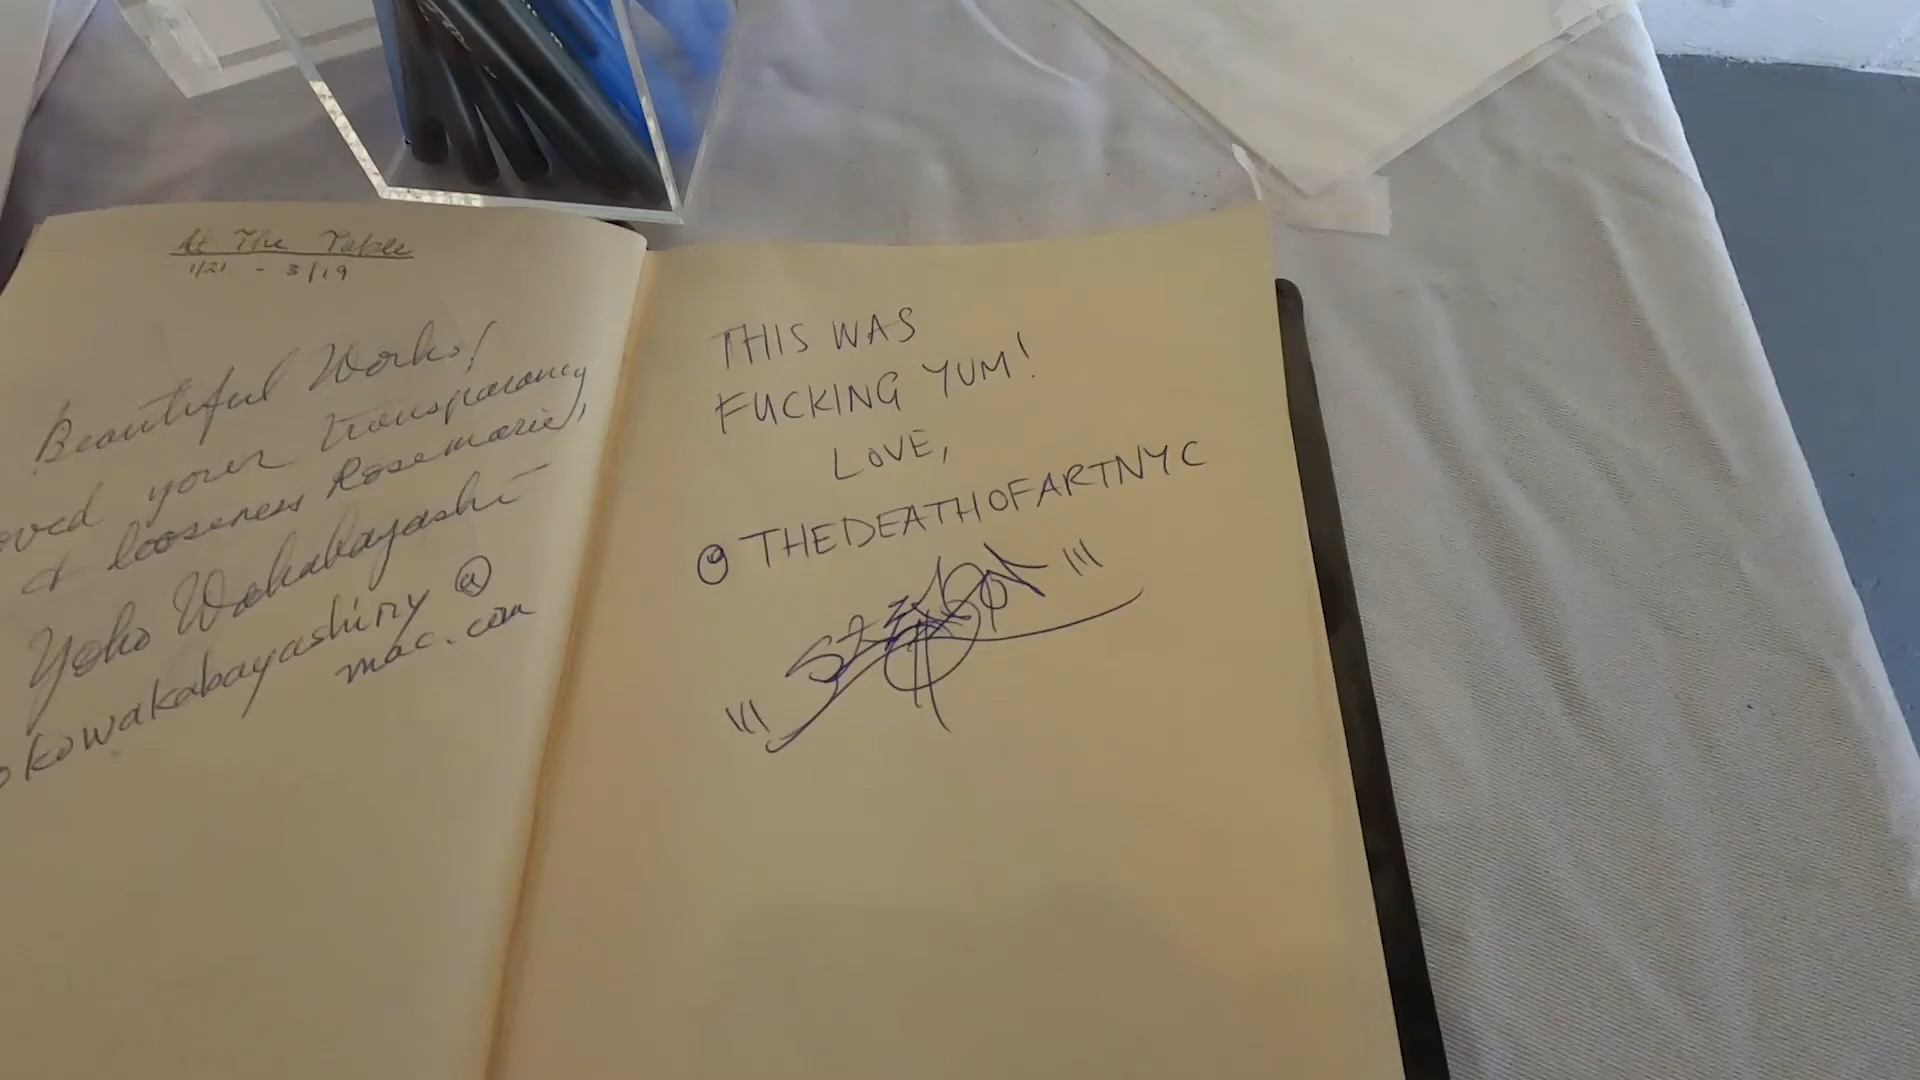 At The Table
1/21 - 3/19
Beautiful Works!
oved your transparancy
& looseness Rosemarie,
Yoko Wakabayashi
okowakabayashiny @
mac.com
THIS WAS
FUCKING YUM!
LOVE,
@THEDEATHOFARTNYC